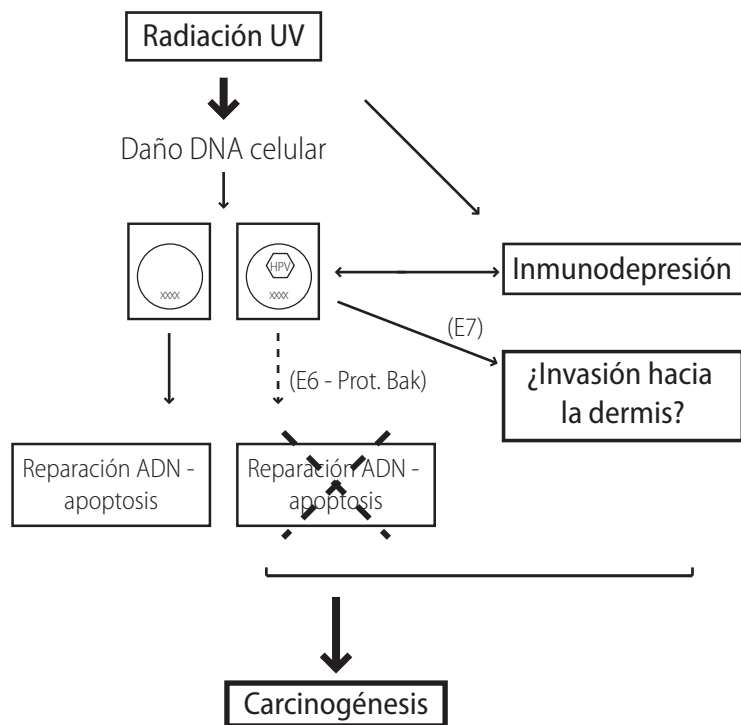 Radiación UV
Daño DNA celular
HPV
xxxx
xxxx
Inmunodepresión
(E7)
(E6 - Prot. Bak)
¿Invasión hacia
la dermis?
Reparación ADN -
apoptosis
Reparación ADN -
apoptosis
Carcinogénesis